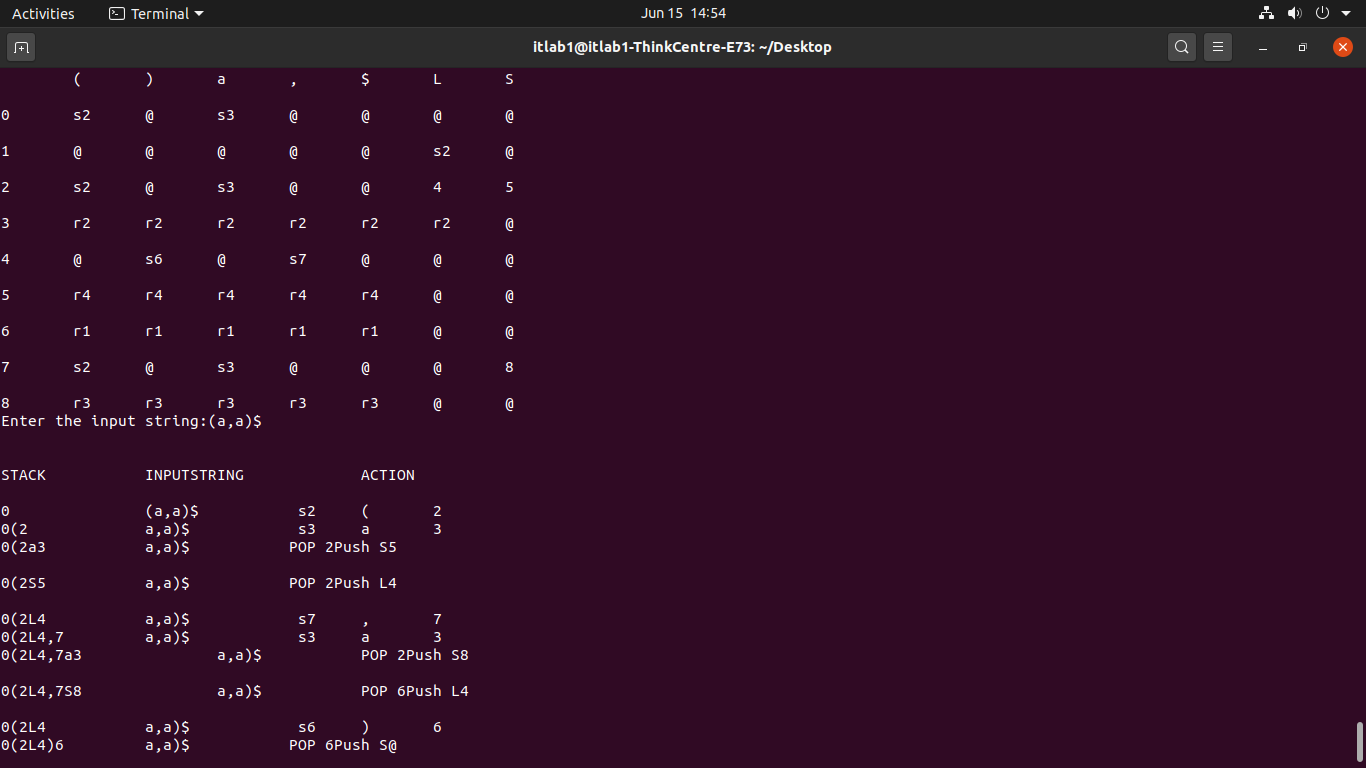 Activities Terminal Jun 15 14:54
itlab1@itlab1-ThinkCentre-E73: ~/Desktop
( ) a , $ L S
0 s2 @ s3 @ @ @ @
1 @ @ @ @ @ s2 @
2 s2 @ s3 @ @ 4 5
3 r2 r2 r2 r2 r2 r2 @
4 @ s6 @ s7 @ @ @
5 r4 r4 r4 r4 r4 @ @
6 r1 r1 r1 r1 r1 @ @
7 s2 @ s3 @ @ @ 8
8 r3 r3 r3 r3 r3 @ @
Enter the input string:(a,a)$
STACK INPUTSTRING ACTION
0 (a,a)$ s2 ( 2
0(2 a,a)$ s3 a 3
0(2a3 a,a)$ POP 2Push S5
0(2S5 a,a)$ POP 2Push L4
0(2L4 a,a)$ s7 , 7
0(2L4,7 a,a)$ s3 a 3
0(2L4,7a3 a,a)$ POP 2Push S8
0(2L4,7S8 a,a)$ POP 6Push L4
0(2L4 a,a)$ s6 ) 6
0(2L4)6 a,a)$ POP 6Push S@